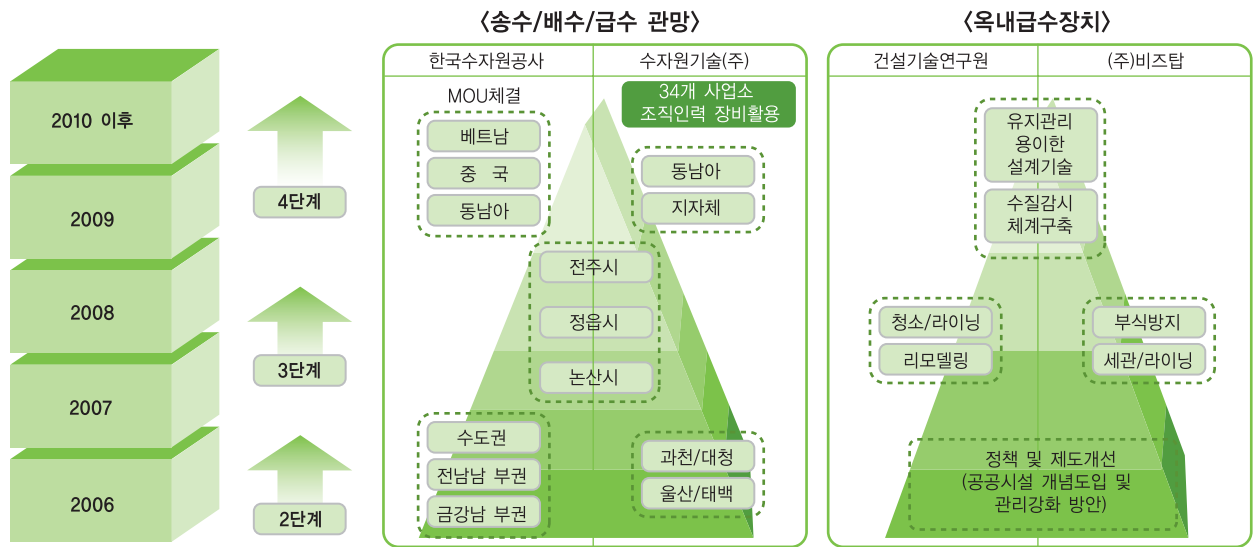 <송수/배수/급수 관망>
<옥내급수장치>
한국수자원공사
수자원기술(주)
건설기술연구원
(주)비즈탑
2010 이후
2009
2008
2007
2006
4단계
3단계
2단계
MOU체결
베트남
중 국
동남아
34개 사업소
조직인력 장비활용
동남아
지자체
전주시
정읍시
논산시
수도권
전남남 부권
금강남 부권
과천/대청
울산/태백
유지관리
용이한
설계기술
수질감시
체계구축
청소/라이닝
리모델링
부식방지
세관/라이닝
정책 및 제도개선
(공공시설 개념도입 및
관리강화 방안)